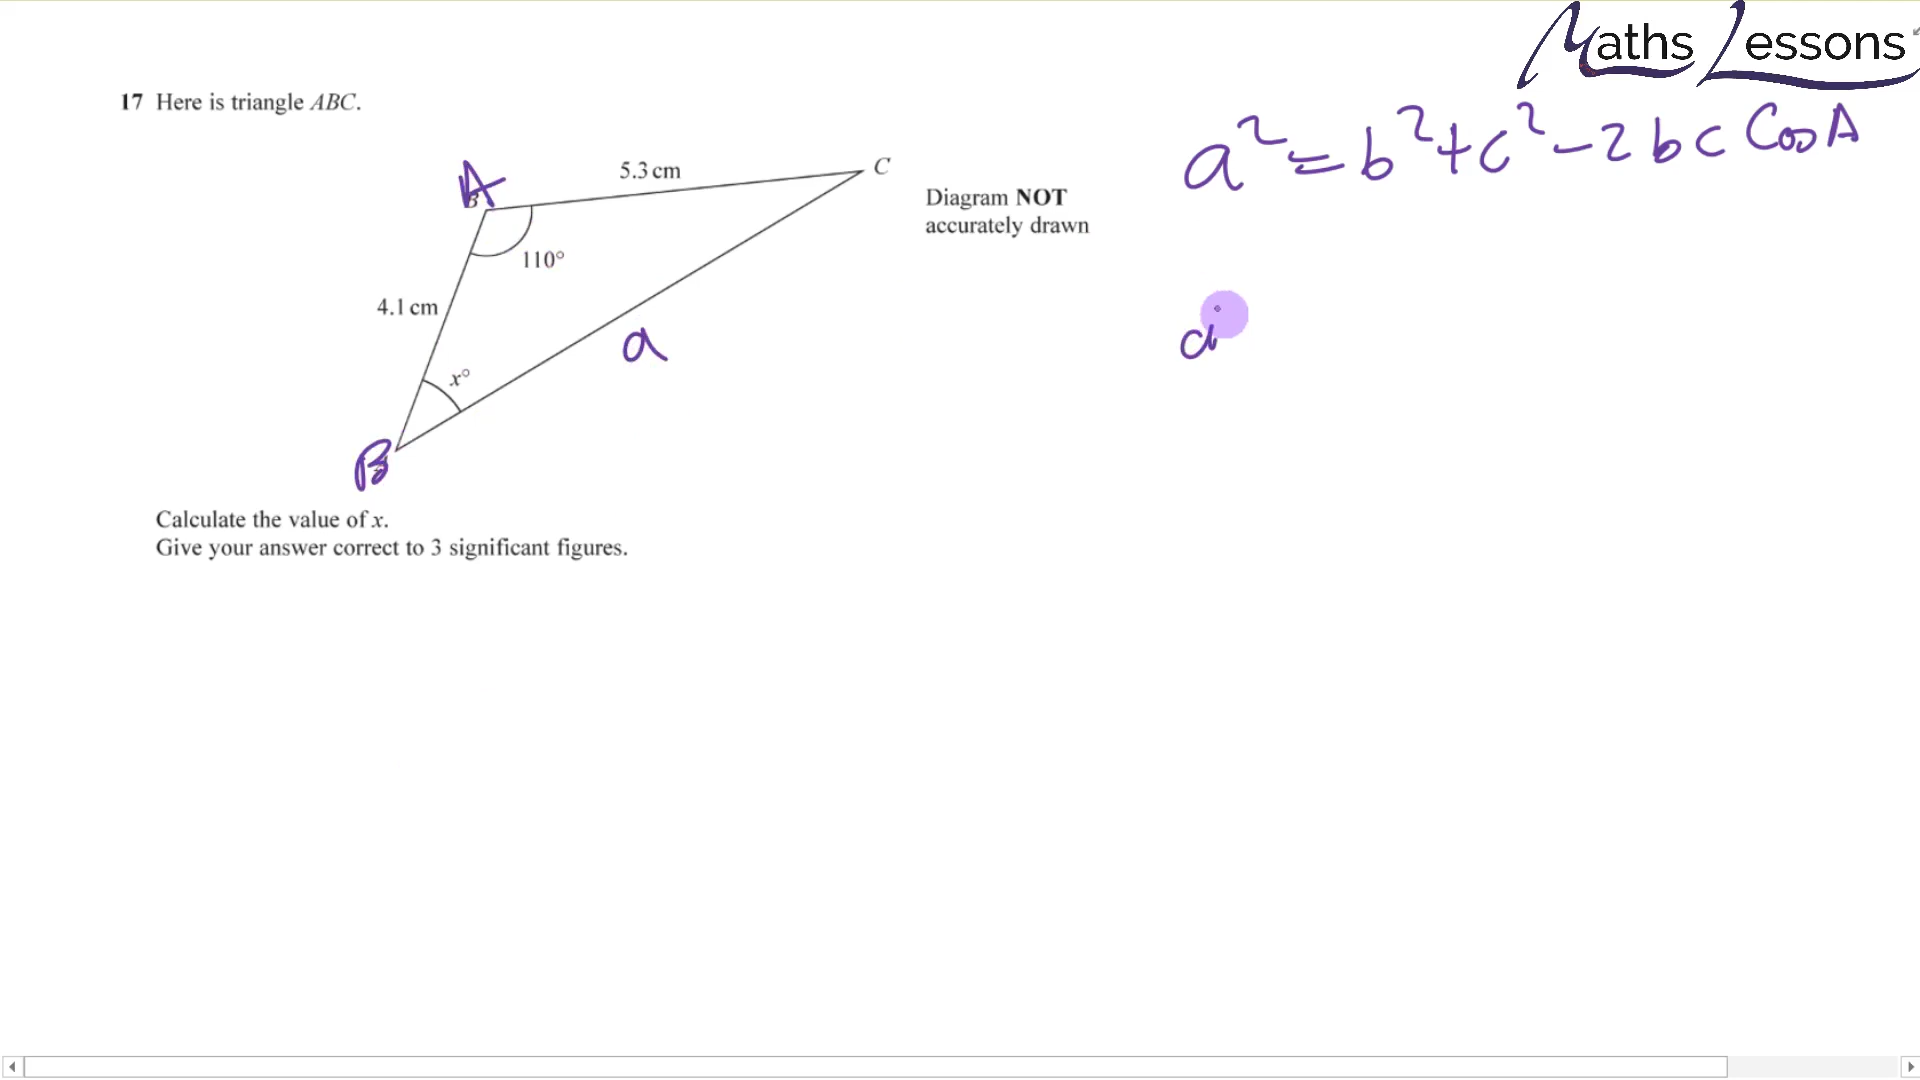 Maths Lessons
17 Here is triangle ABC.
a² = b² + c² - 2bc Cos A
A
5.3 cm
C
Diagram NOT
accurately drawn
110°
4.1 cm
a
a
x°
B
Calculate the value of x.
Give your answer correct to 3 significant figures.